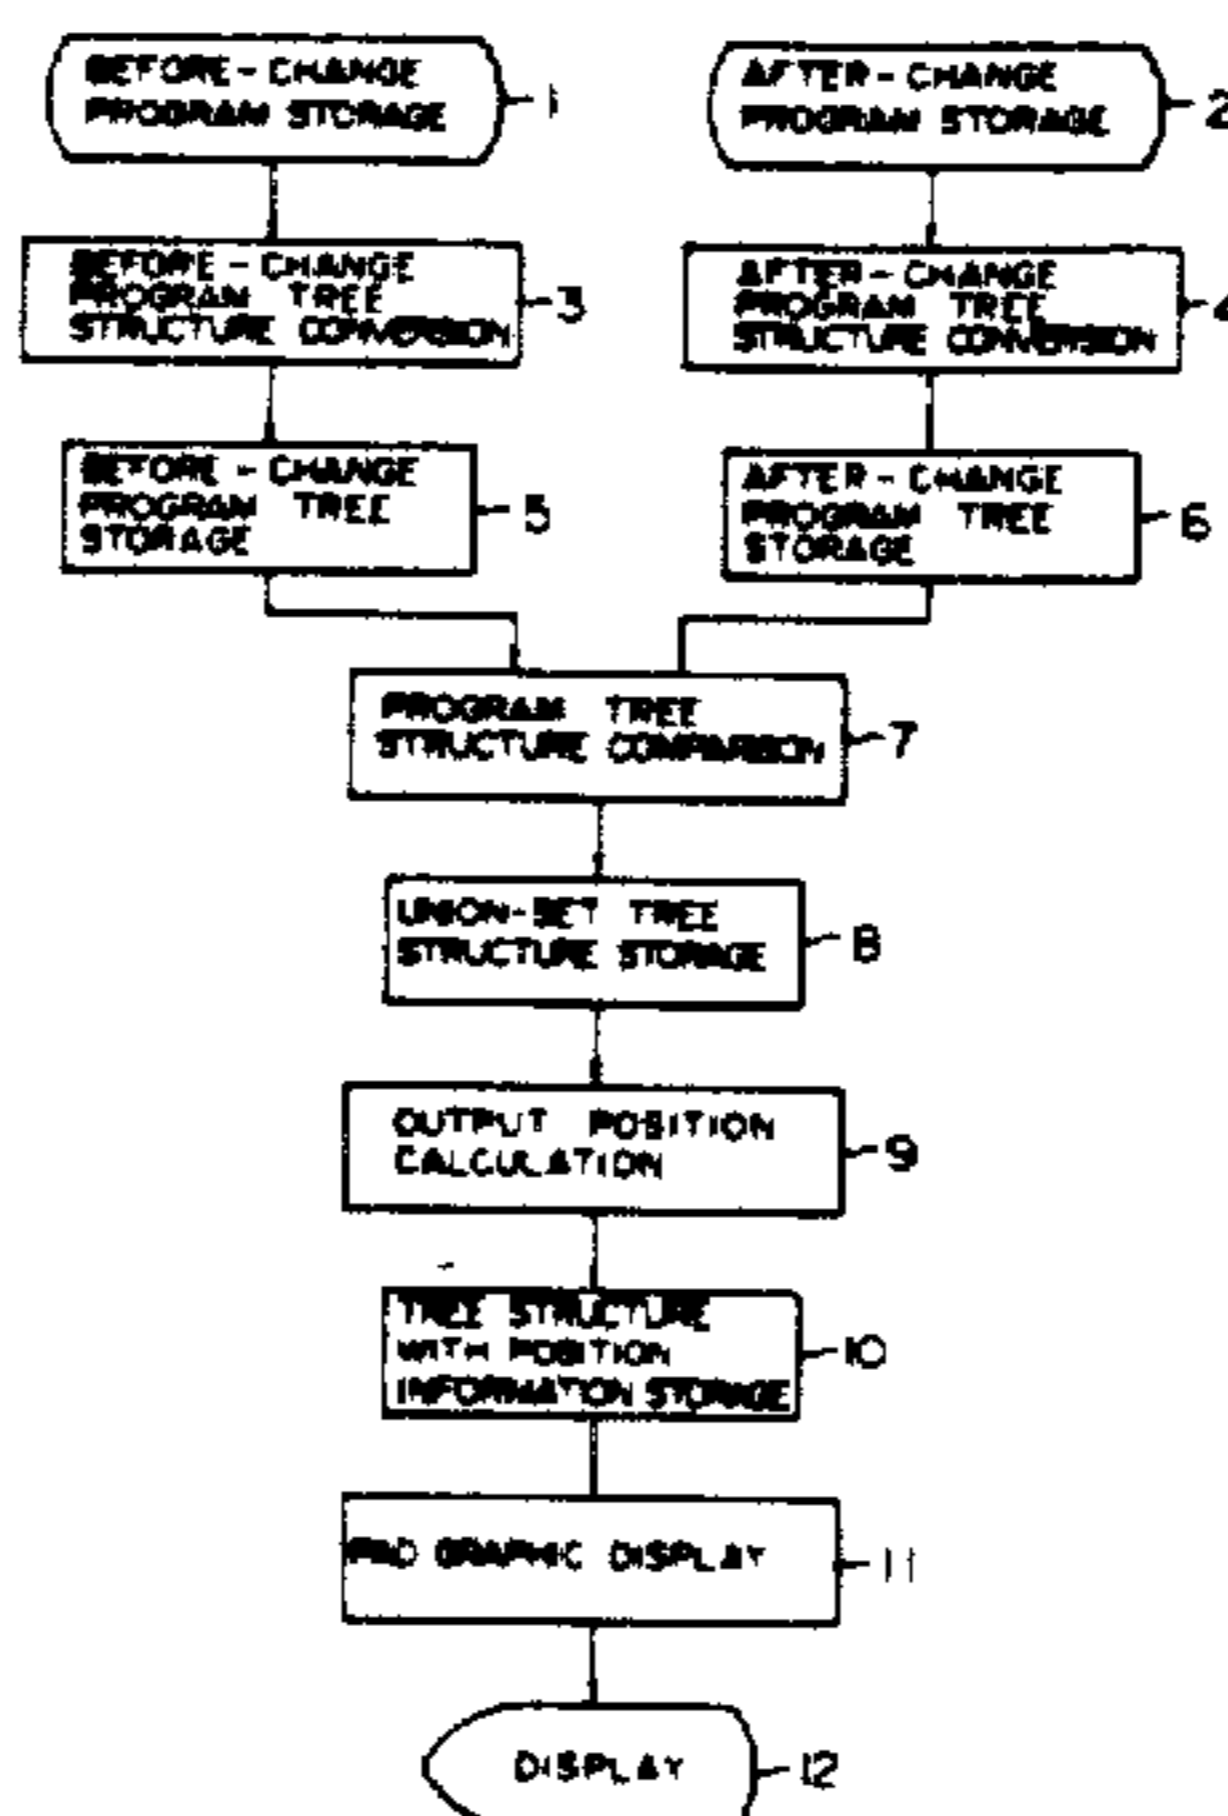 BEFORE-CHANGE
PROGRAM STORAGE
1
AFTER-CHANGE
PROGRAM STORAGE
2
BEFORE-CHANGE
PROGRAM TREE
STRUCTURE CONVERSION
3
AFTER-CHANGE
PROGRAM TREE
STRUCTURE CONVERSION
4
BEFORE-CHANGE
PROGRAM TREE
STORAGE
5
AFTER-CHANGE
PROGRAM TREE
STORAGE
6
PROGRAM TREE
STRUCTURE COMPARISON
7
UNION-SET TREE
STRUCTURE STORAGE
8
OUTPUT POSITION
CALCULATION
9
TREE STRUCTURE
WITH POSITION
INFORMATION STORAGE
10
PAD GRAPHIC DISPLAY
11
DISPLAY
12